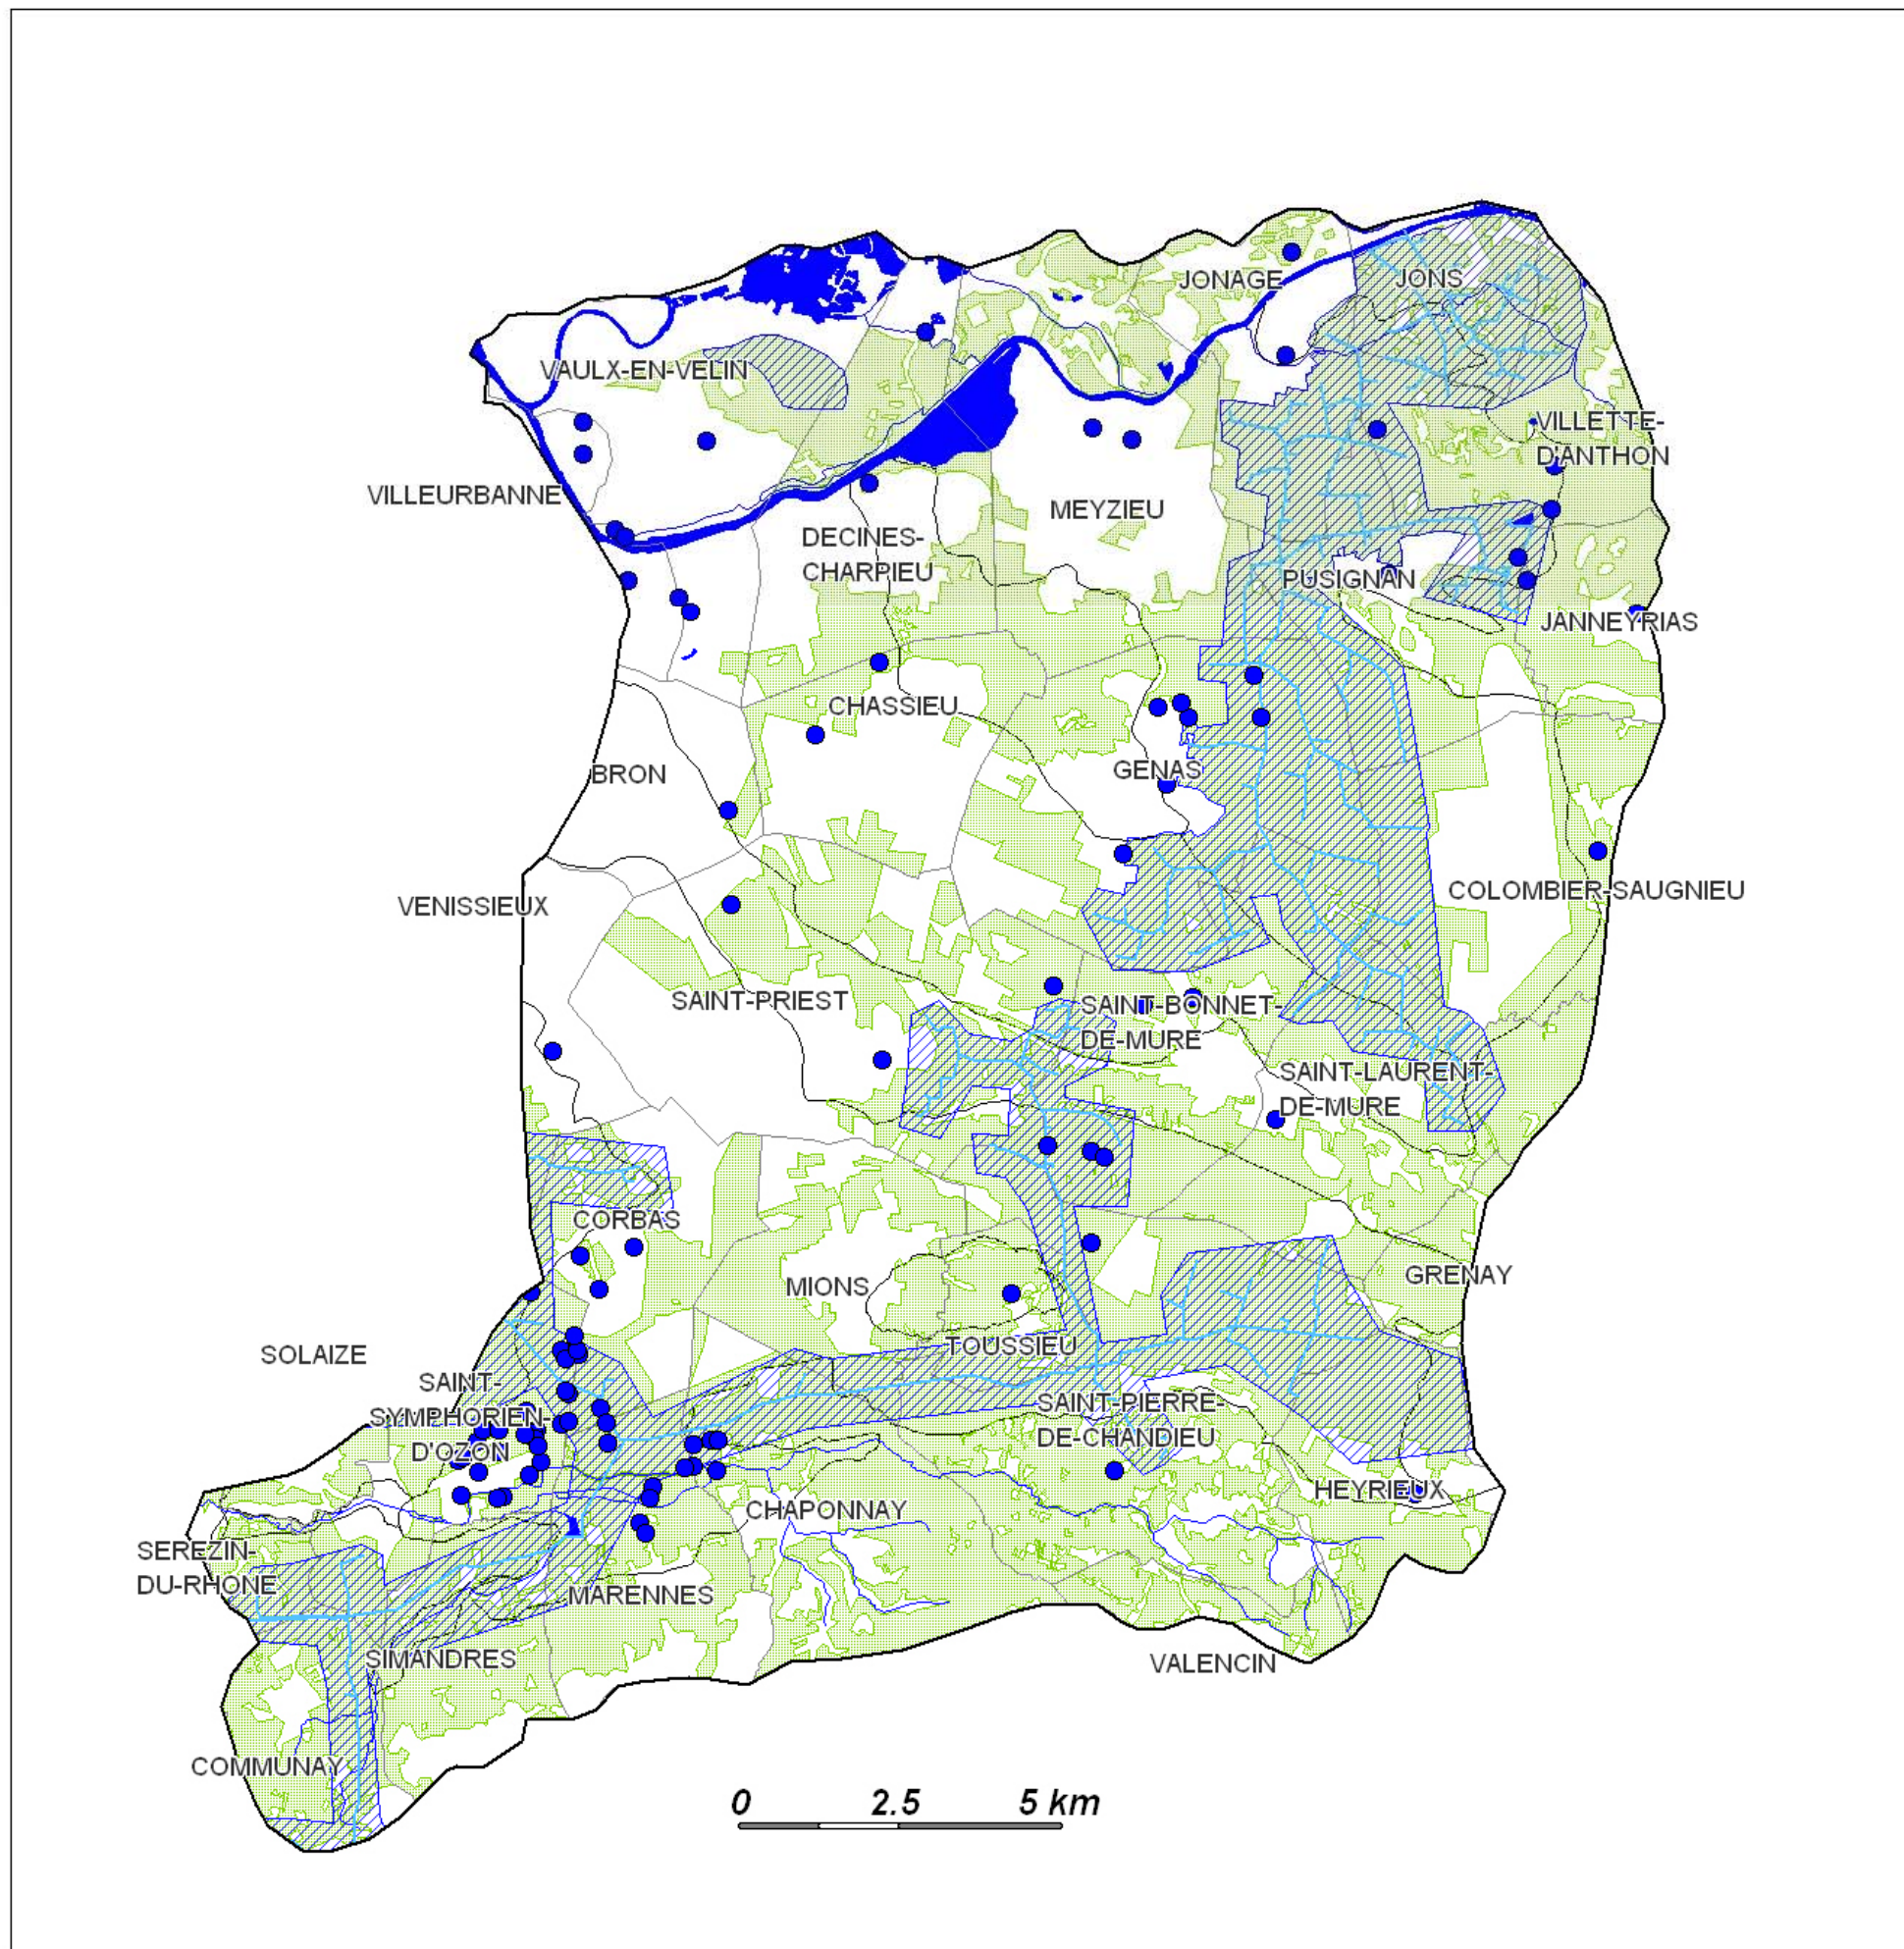 JONAGE
JONS
VAULX-EN-VELIN
VILLETTE-
D'ANTHON
VILLEURBANNE
MEYZIEU
DECINES-
CHARPIEU
PUSIGNAN
JANNEYRIAS
CHASSIEU
BRON
GENAS
COLOMBIER-SAUGNIEU
VENISSIEUX
SAINT-PRIEST
SAINT-BONNET-
DE-MURE
SAINT-LAURENT-
DE-MURE
CORBAS
MIONS
GRENAY
SOLAIZE
TOUSSIEU
SAINT-
SYMPHORIEN-
D'OZON
SAINT-PIERRE-
DE-CHANDIEU
HEYRIEUX
CHAPONNAY
SEREZIN-
DU-RHONE
MARENNES
SIMANDRES
VALENCIN
COMMUNAY
0 2.5 5 km